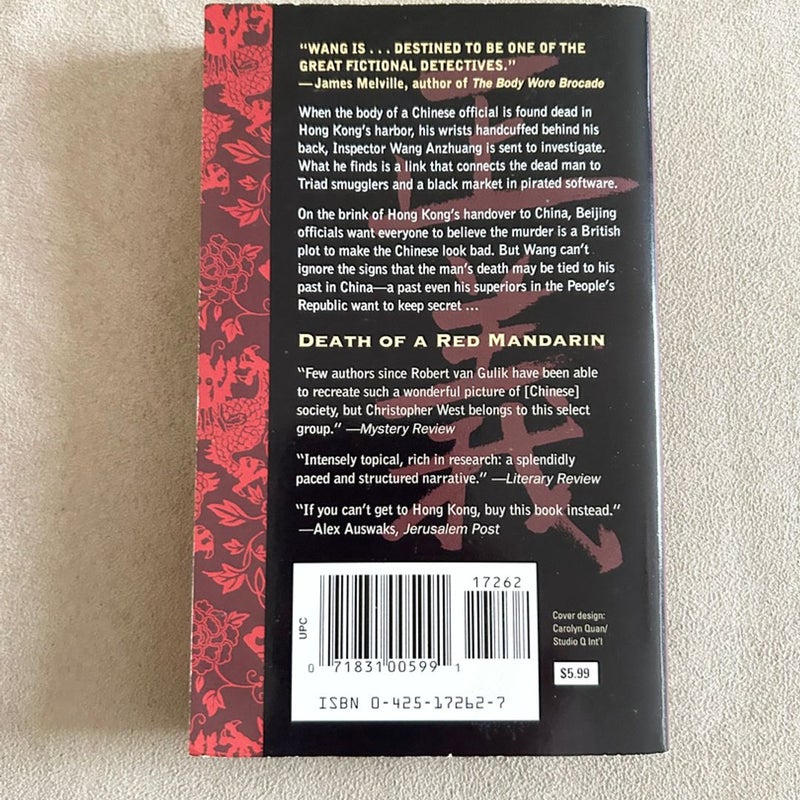 “WANG IS . . . DESTINED TO BE ONE OF THE
GREAT FICTIONAL DETECTIVES.”
—James Melville, author of The Body Wore Brocade
When the body of a Chinese official is found dead in
Hong Kong’s harbor, his wrists handcuffed behind his
back, Inspector Wang Anzhuang is sent to investigate.
What he finds is a link that connects the dead man to
Triad smugglers and a black market in pirated software.
On the brink of Hong Kong’s handover to China, Beijing
officials want everyone to believe the murder is a British
plot to make the Chinese look bad. But Wang can’t
ignore the signs that the man’s death may be tied to his
past in China—a past even his superiors in the People’s
Republic want to keep secret ...
DEATH OF A RED MANDARIN
“Few authors since Robert van Gulik have been able
to recreate such a wonderful picture of [Chinese]
society, but Christopher West belongs to this select
group.” —Mystery Review
“Intensely topical, rich in research: a splendidly
paced and structured narrative.” —Literary Review
“If you can’t get to Hong Kong, buy this book instead.”
—Alex Auswaks, Jerusalem Post
正義
17262
UPC
0 71831 00599 1
ISBN 0-425-17262-7
Cover design:
Carolyn Quan/
Studio Q Int’l
$5.99